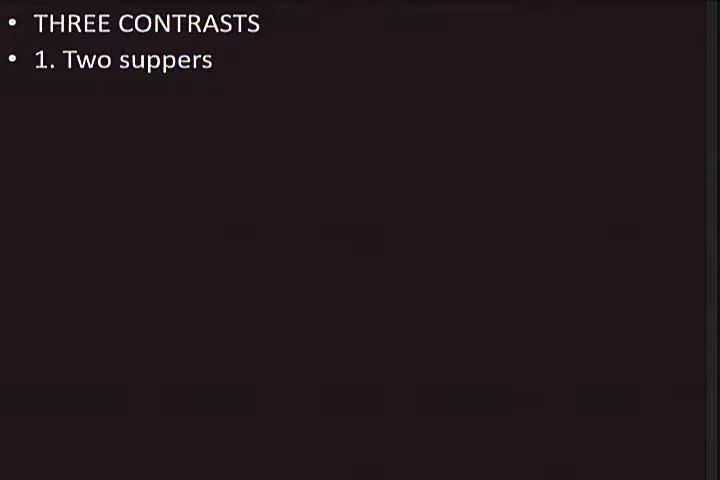 • THREE CONTRASTS
• 1. Two suppers